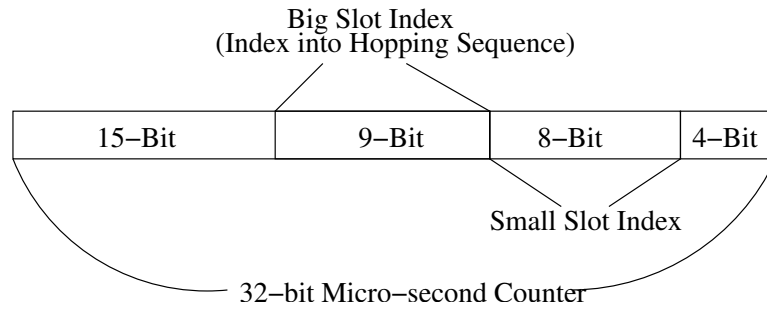 Big Slot Index
(Index into Hopping Sequence)
15−Bit 9−Bit 8−Bit 4−Bit
Small Slot Index
32−bit Micro−second Counter